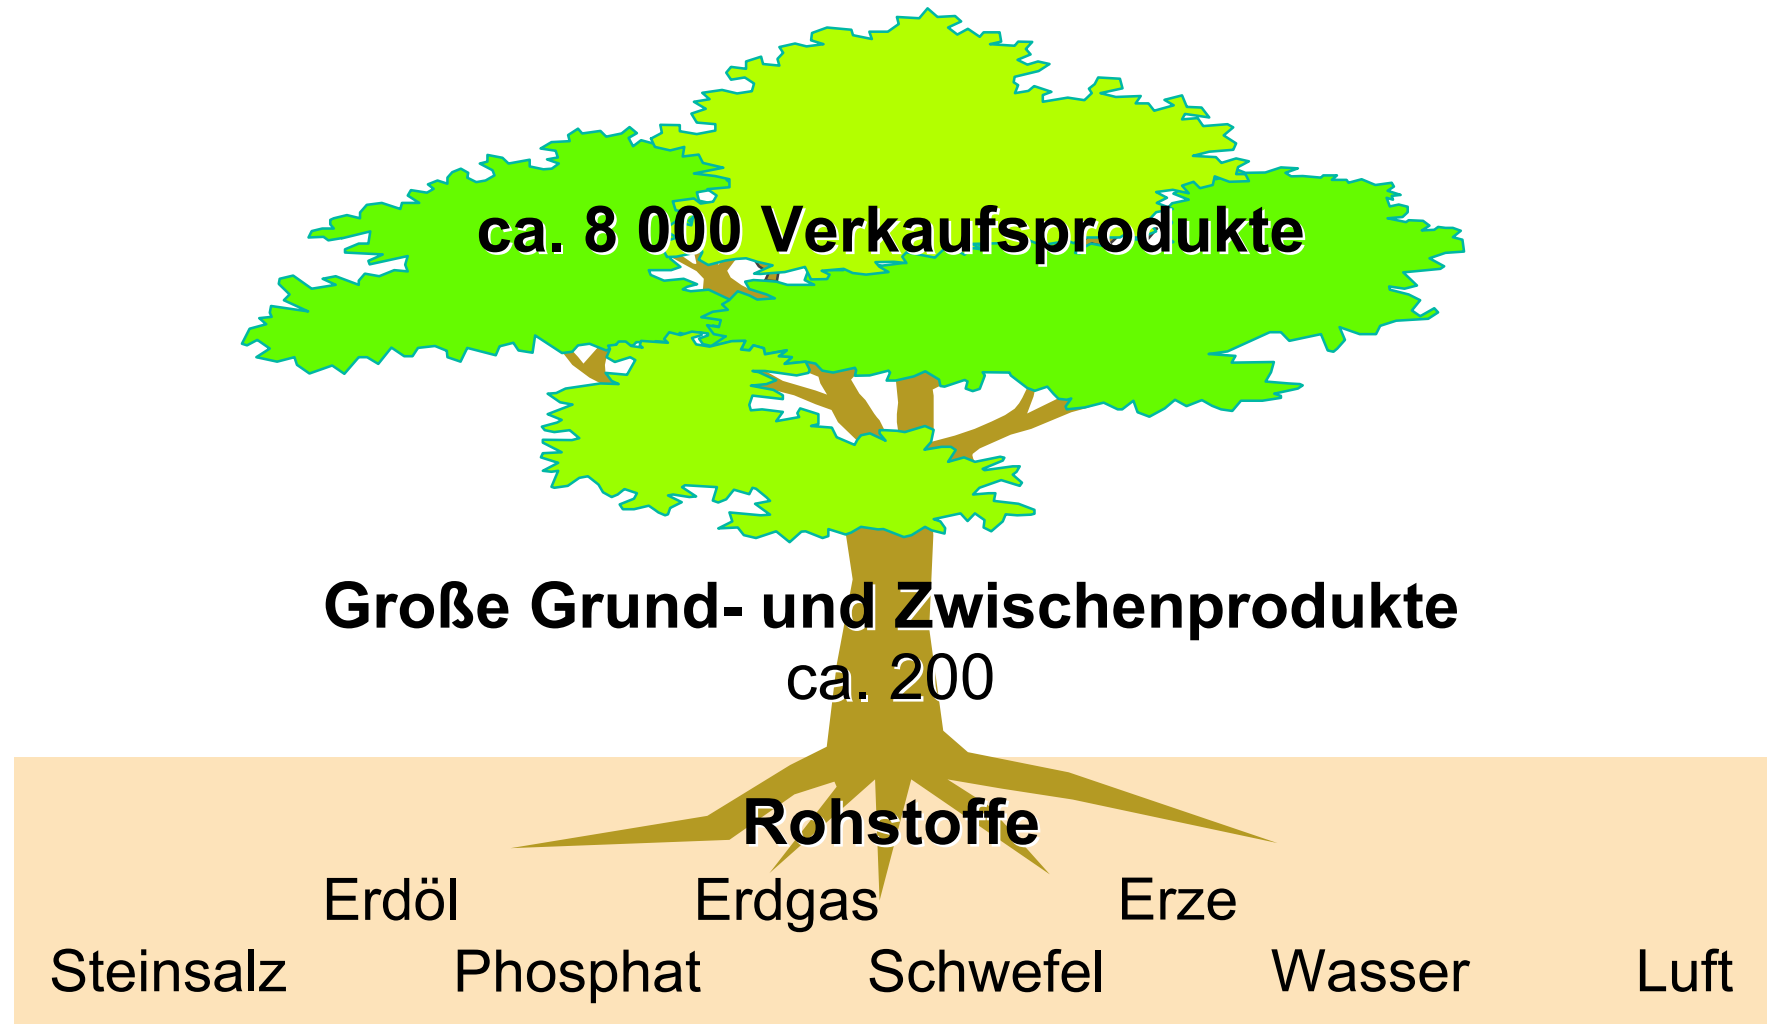 ca. 8 000 Verkaufsprodukte
Große Grund- und Zwischenprodukte
ca. 200
Rohstoffe
Erdöl Erdgas Erze
Steinsalz Phosphat Schwefel Wasser Luft